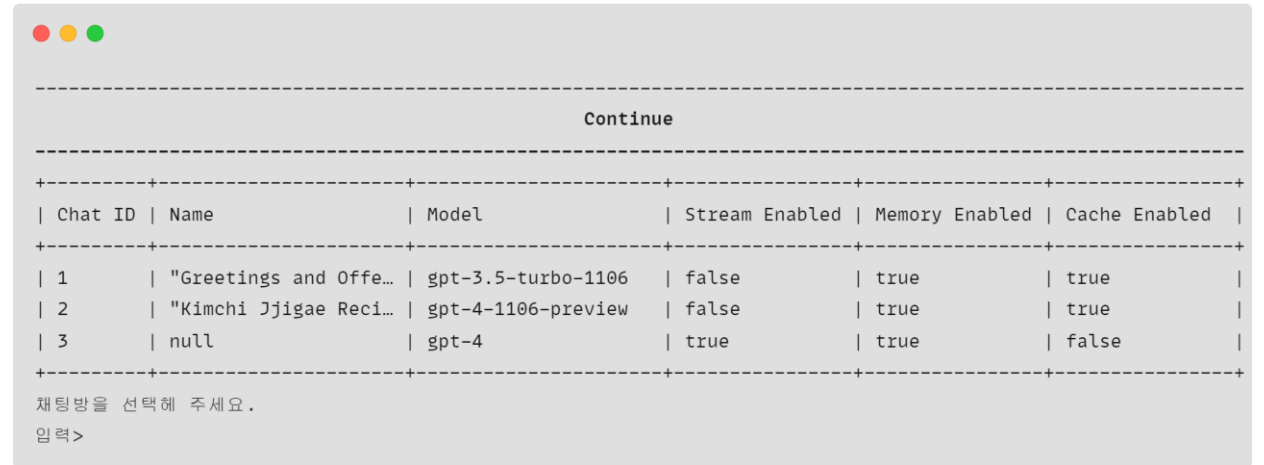 Continue
| Chat ID | Name | Model | Stream Enabled | Memory Enabled | Cache Enabled |
| 1 | "Greetings and Offe… | gpt-3.5-turbo-1106 | false | true | true |
| 2 | "Kimchi Jjigae Reci… | gpt-4-1106-preview | false | true | true |
| 3 | null | gpt-4 | true | true | false |
채팅방을 선택헤 주세요.
입력>